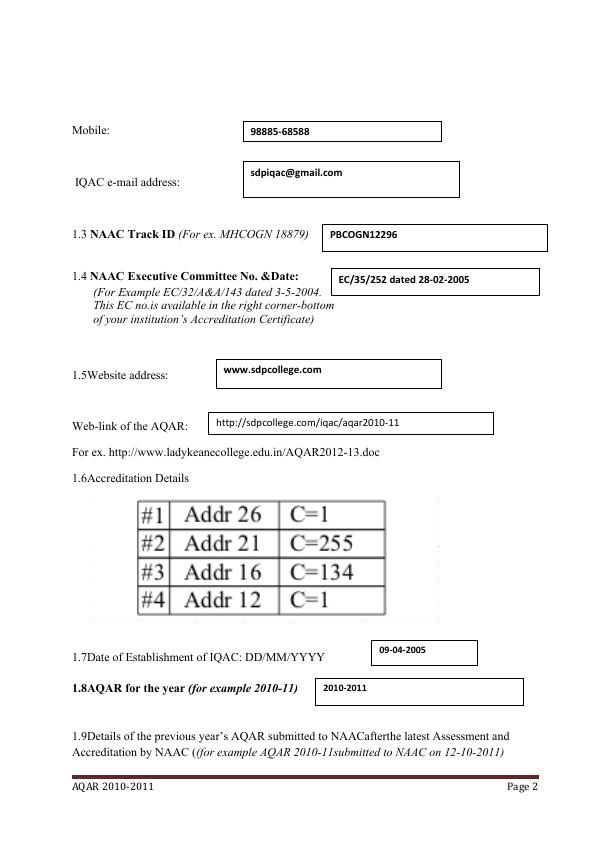 Mobile: 98885-68588
IQAC e-mail address: sdpiqac@gmail.com
1.3 NAAC Track ID (For ex. MHCOGN 18879) PBCOGN12296
1.4 NAAC Executive Committee No. &Date: EC/35/252 dated 28-02-2005
(For Example EC/32/A&A/143 dated 3-5-2004.
This EC no.is available in the right corner-bottom
of your institution’s Accreditation Certificate)
1.5Website address: www.sdpcollege.com
Web-link of the AQAR: http://sdpcollege.com/iqac/aqar2010-11
For ex. http://www.ladykeanecollege.edu.in/AQAR2012-13.doc
1.6Accreditation Details
#1 Addr 26 C=1
#2 Addr 21 C=255
#3 Addr 16 C=134
#4 Addr 12 C=1
1.7Date of Establishment of IQAC: DD/MM/YYYY 09-04-2005
1.8AQAR for the year (for example 2010-11) 2010-2011
1.9Details of the previous year’s AQAR submitted to NAACafterthe latest Assessment and
Accreditation by NAAC ((for example AQAR 2010-11submitted to NAAC on 12-10-2011)
AQAR 2010-2011 Page 2